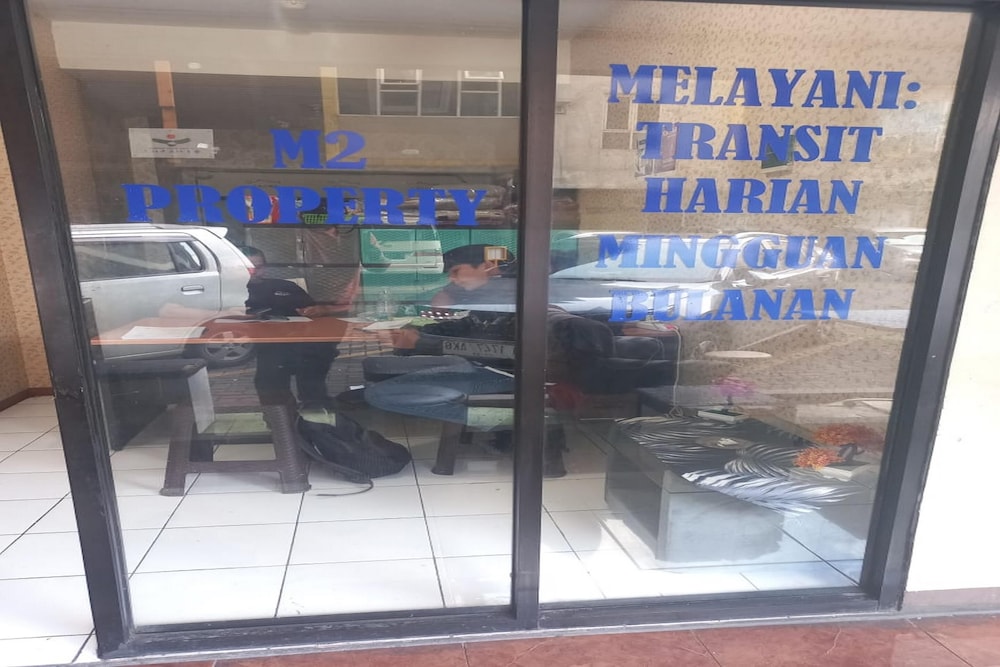 M2
PROPERTY
MELAYANI:
TRANSIT
HARIAN
MINGGUAN
BULANAN